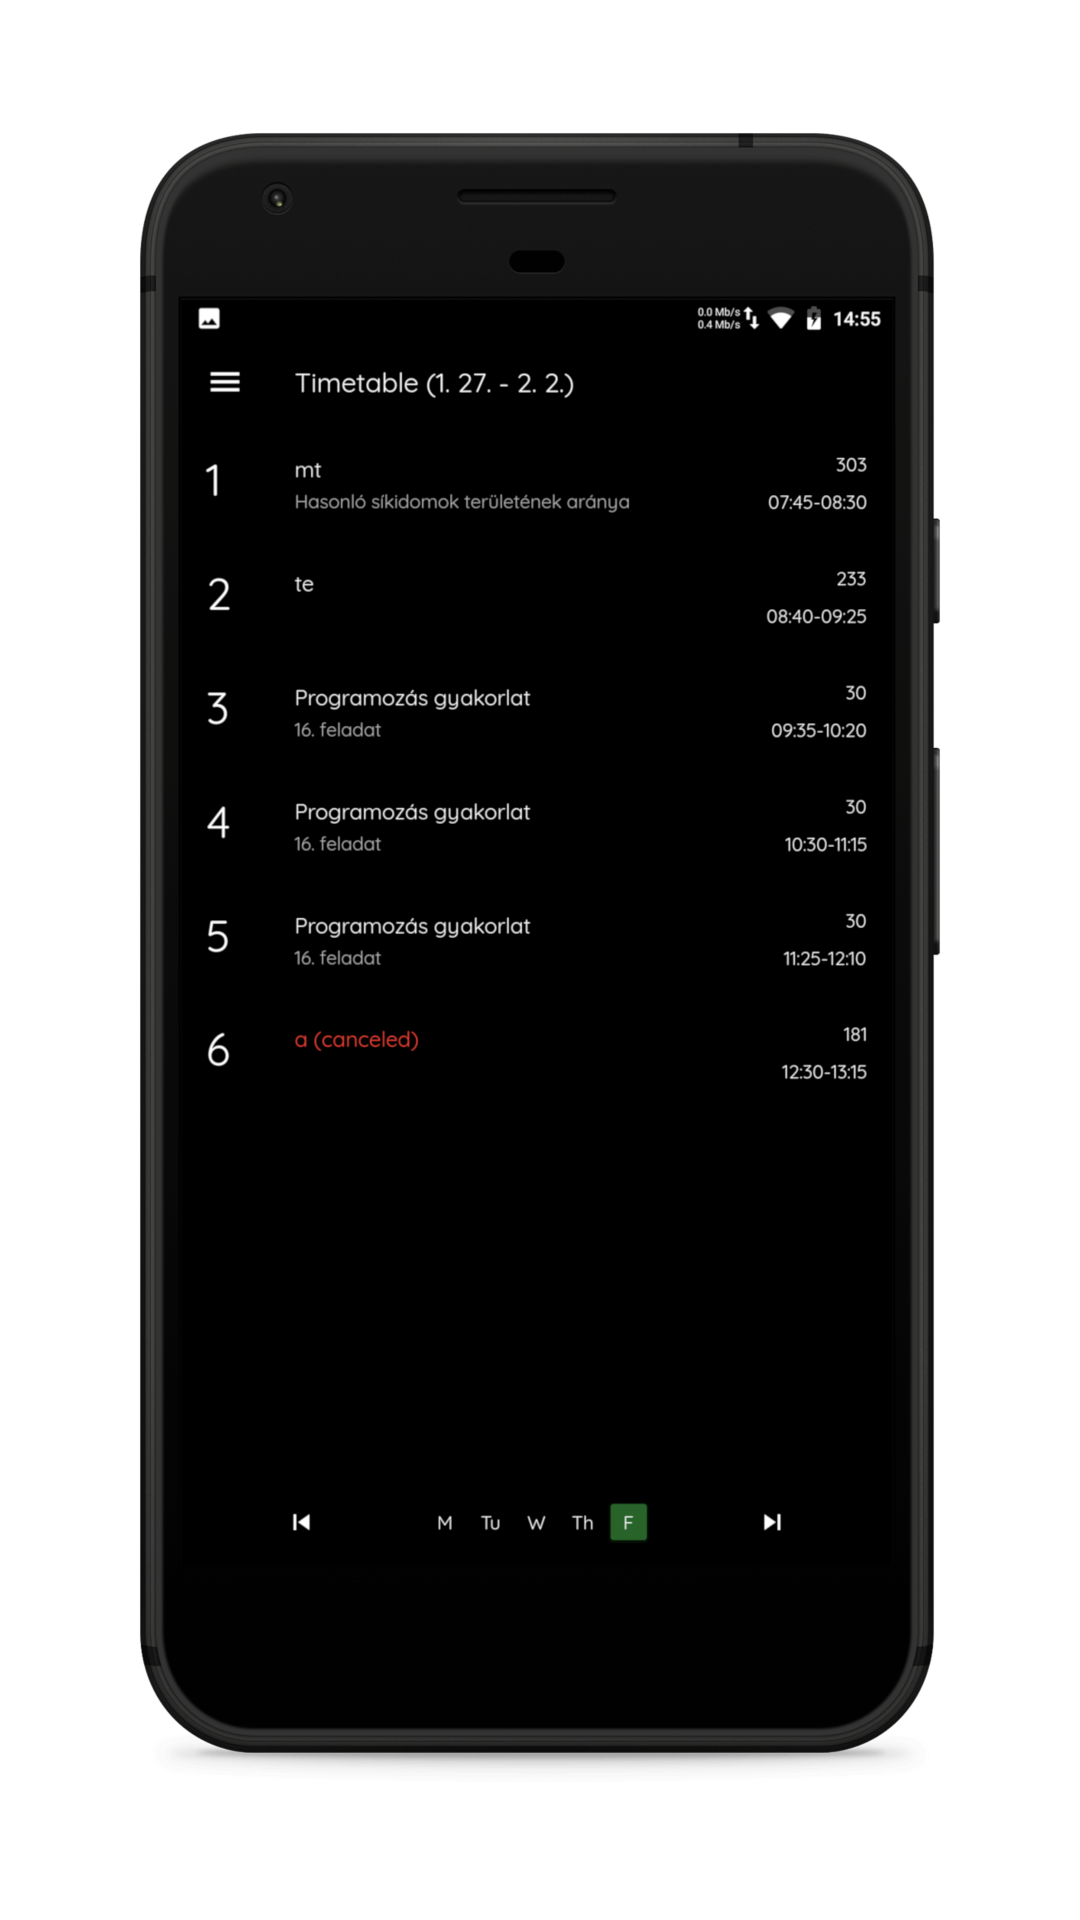 0.0 Mb/s
0.4 Mb/s
14:55
Timetable (1. 27. - 2. 2.)
1
mt
303
Hasonló síkidomok területének aránya
07:45-08:30
2
te
233
08:40-09:25
3
Programozás gyakorlat
30
16. feladat
09:35-10:20
4
Programozás gyakorlat
30
16. feladat
10:30-11:15
5
Programozás gyakorlat
30
16. feladat
11:25-12:10
6
a (canceled)
181
12:30-13:15
M Tu W Th F